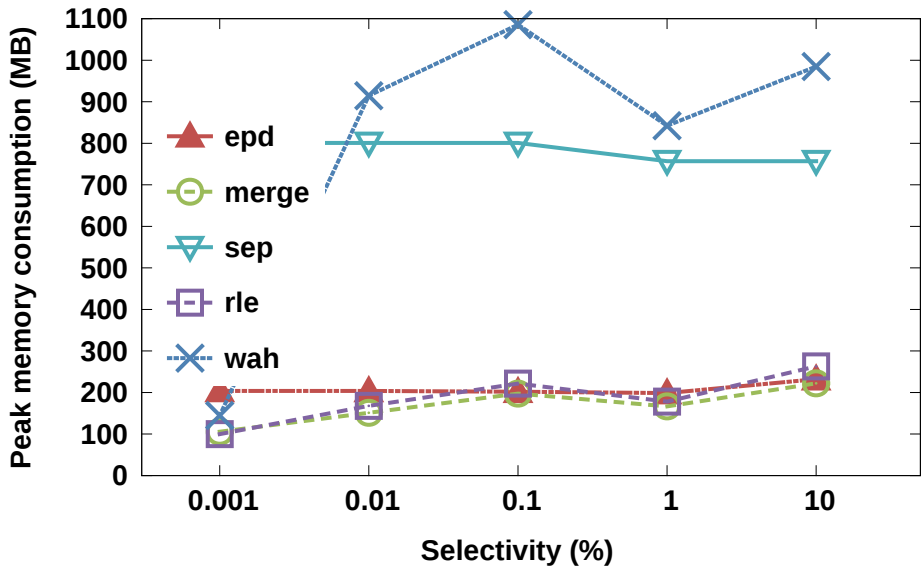 Peak memory consumption (MB)
1100
1000
900
800
700
600
500
400
300
200
100
0
epd
merge
sep
rle
wah
0.001 0.01 0.1 1 10
Selectivity (%)